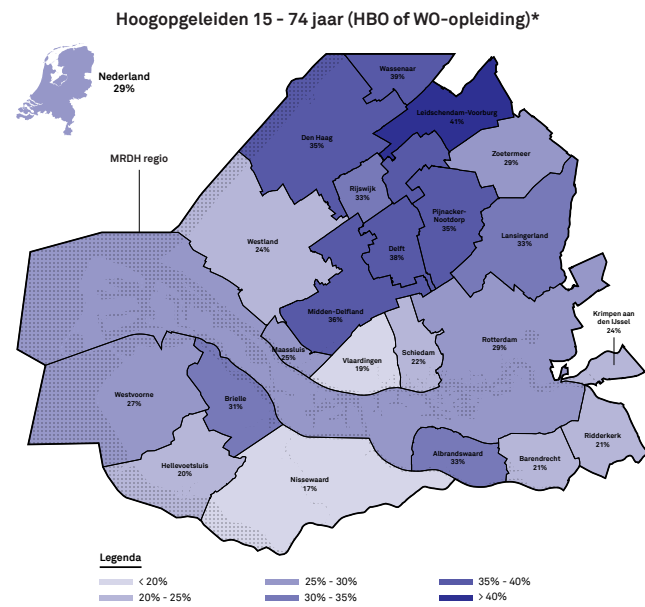 Hoogopgeleiden 15 - 74 jaar (HBO of WO-opleiding)*
Nederland
29%
MRDH regio
Wassenaar
39%
Leidschendam-Voorburg
41%
Den Haag
35%
Zoetermeer
29%
Rijswijk
33%
Pijnacker-
Nootdorp
35%
Lansingerland
33%
Westland
24%
Delft
38%
Midden-Delfland
36%
Krimpen aan
den IJssel
24%
Maassluis
25%
Vlaardingen
19%
Schiedam
22%
Rotterdam
29%
Westvoorne
27%
Brielle
31%
Hellevoetsluis
20%
Nissewaard
17%
Albrandswaard
33%
Barendrecht
21%
Ridderkerk
21%
Legenda
< 20%
20% - 25%
25% - 30%
30% - 35%
35% - 40%
> 40%